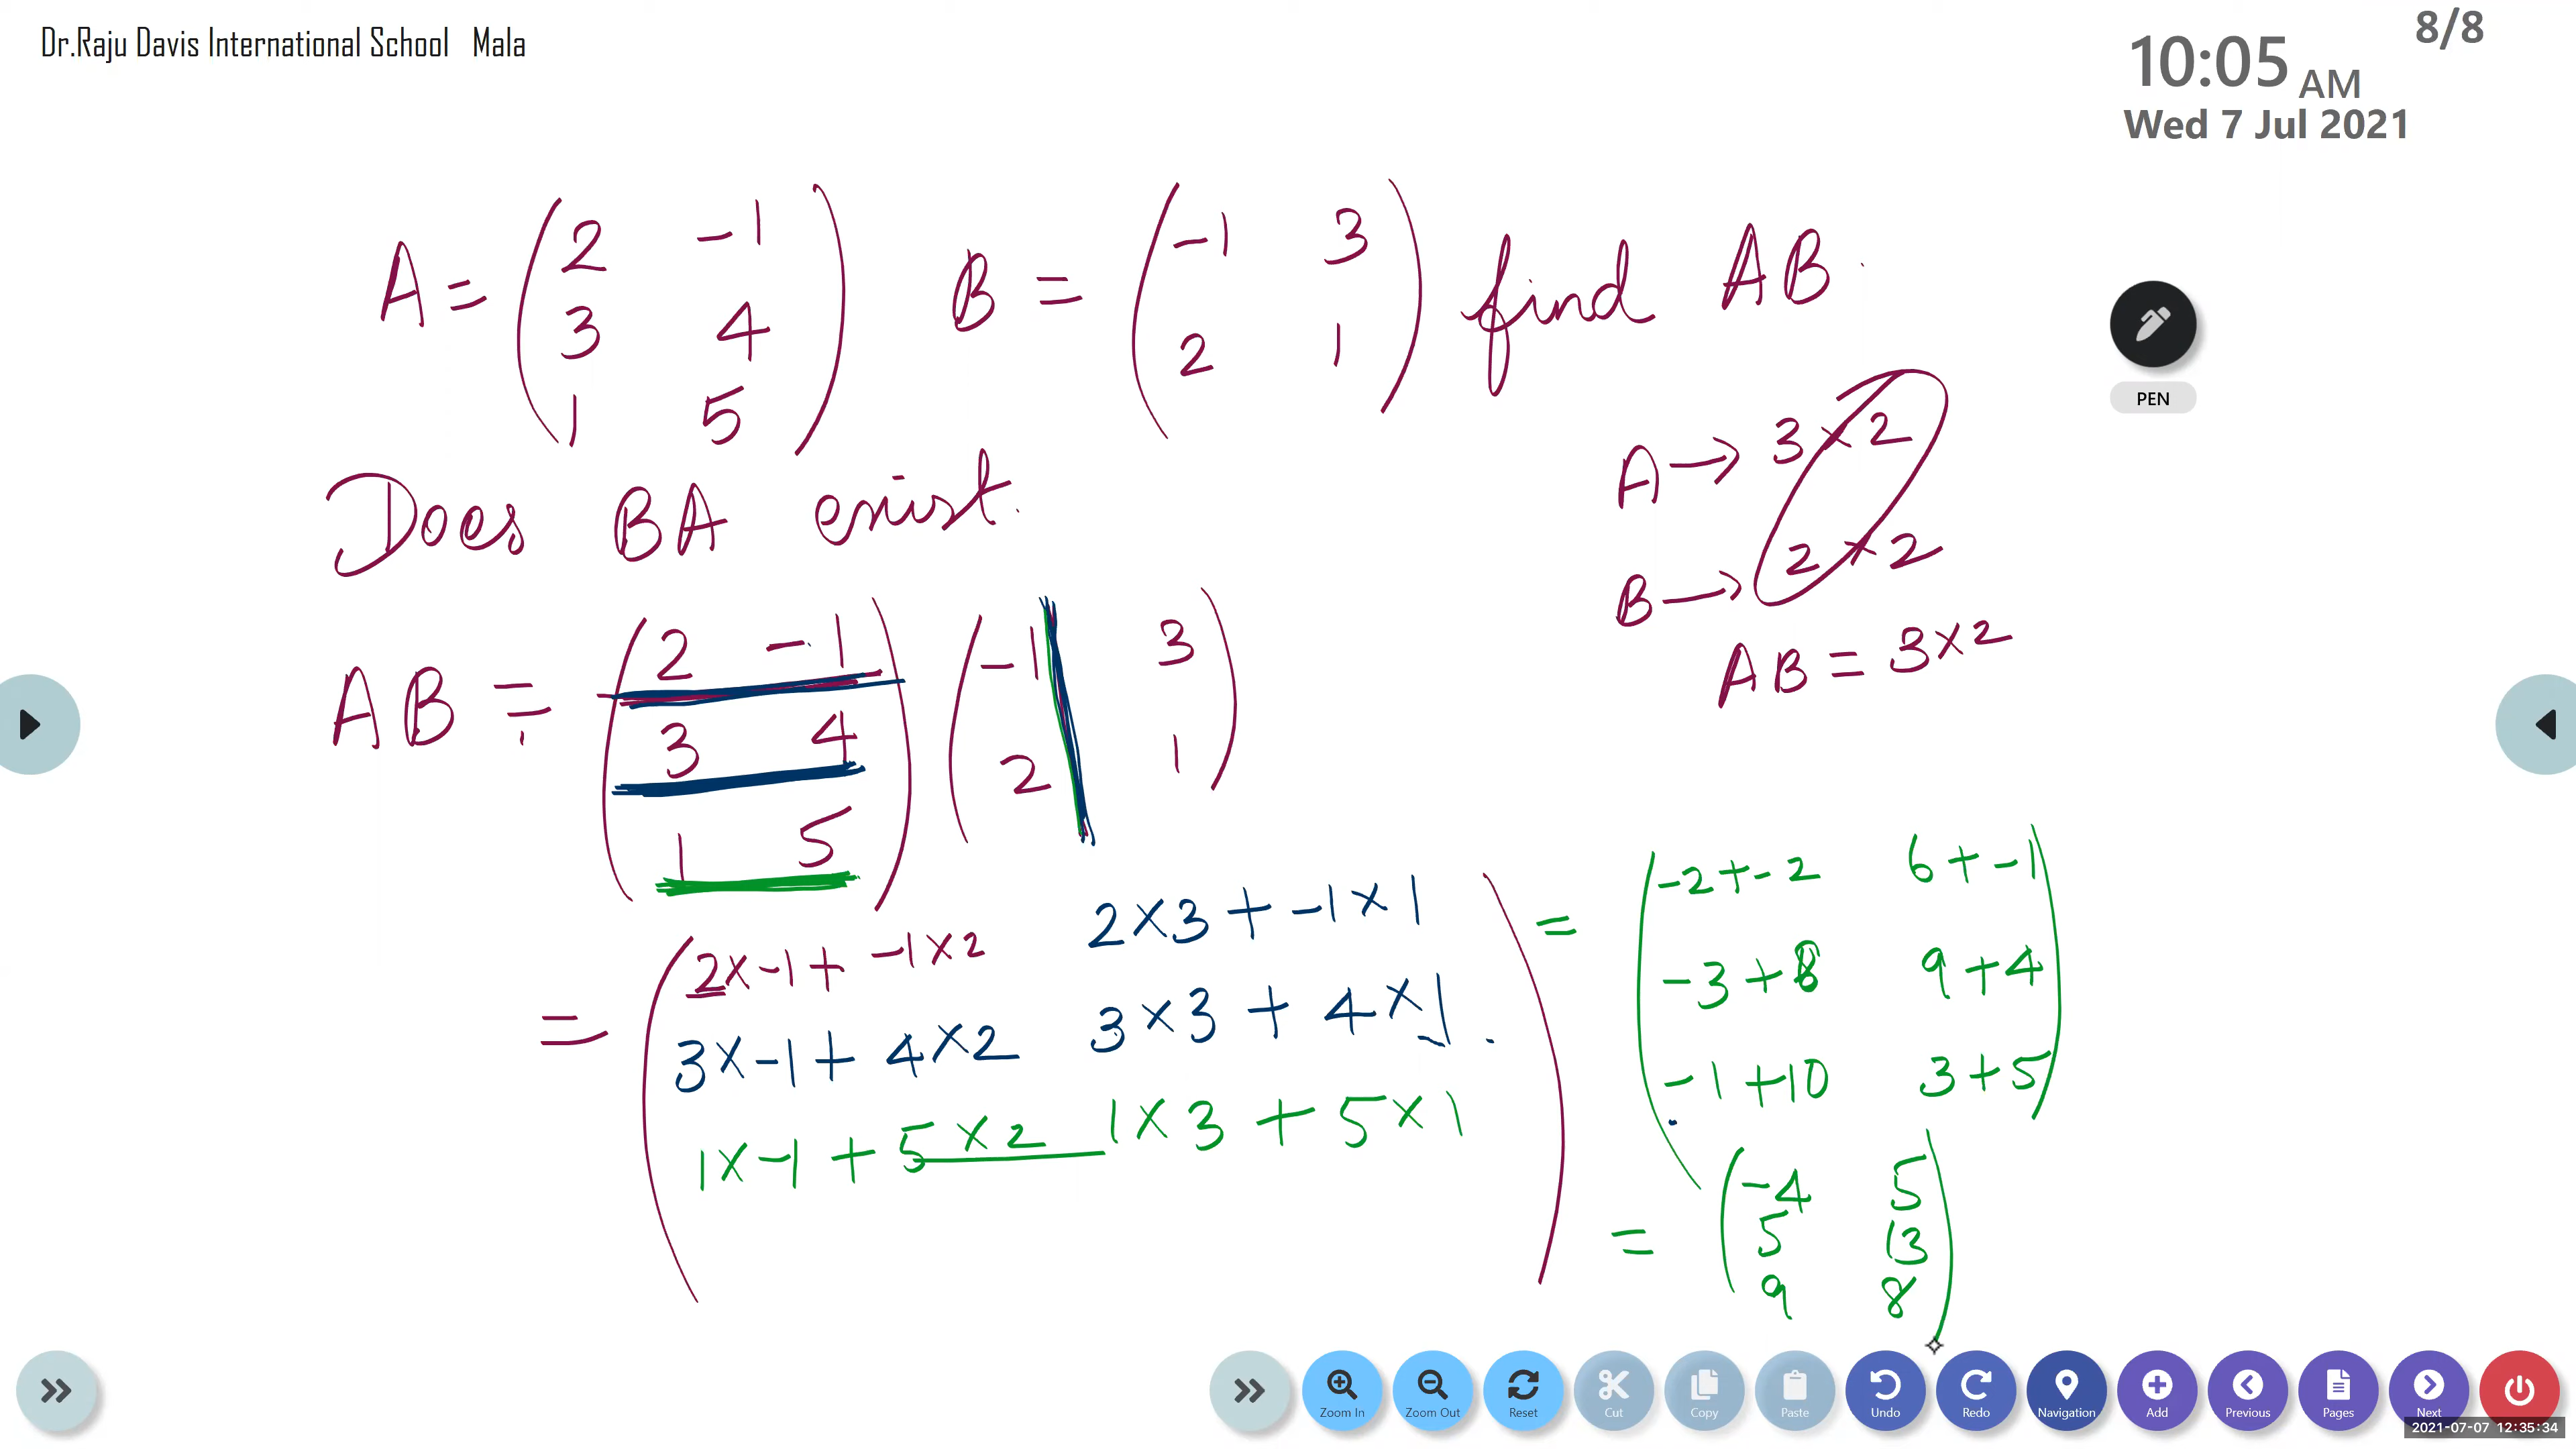 Dr.Raju Davis International School Mala
8/8
10:05 AM
Wed 7 Jul 2021
A = (2 -1
3 4
1 5) B = (-1 3
2 1) find AB.
PEN
Does BA exist.
A → 3×2
B → 2×2
AB = 3×2
AB = (2 -1
3 4
1 5) (-1 3
2 1)
= (2×-1+ -1×2 2×3+ -1×1
3×-1+ 4×2 3×3 + 4×1.
1×-1 + 5×2 1×3 + 5×1)
= (-2+-2 6+-1
-3+8 9+4
-1+10 3+5)
= (-4 5
5 13
9 8)
Zoom In
Zoom Out
Reset
Cut
Copy
Paste
Undo
Redo
Navigation
Add
Previous
Pages
Next
2021-07-07 12:35:34